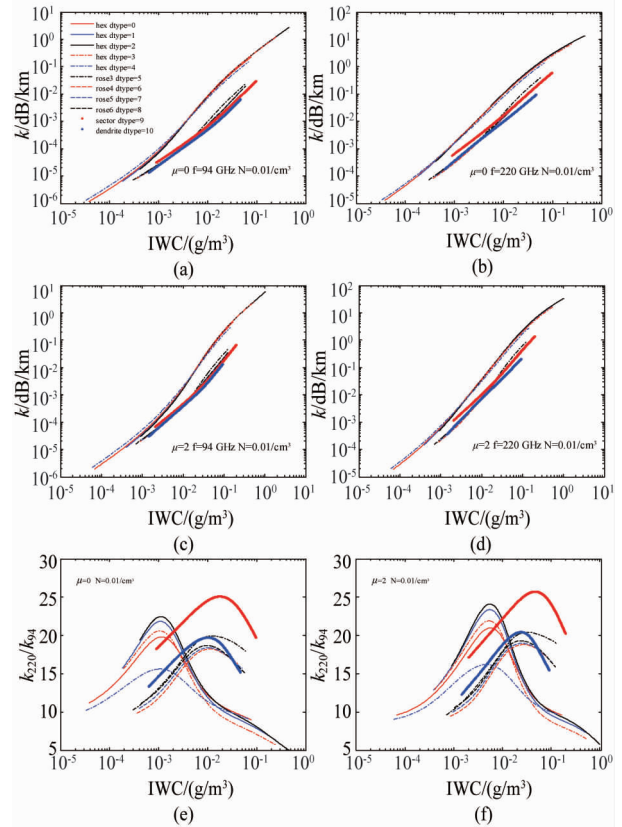 10¹
10⁰
10⁻¹
10⁻²
10⁻³
10⁻⁴
10⁻⁵
10⁻⁶
k/dB/km
hex dtype=0
hex dtype=1
hex dtype=2
hex dtype=3
hex dtype=4
rose3 dtype=5
rose4 dtype=6
rose5 dtype=7
rose6 dtype=8
sector dtype=9
dendrite dtype=10
μ=0 f=94 GHz N=0.01/cm³
10⁻⁵ 10⁻⁴ 10⁻³ 10⁻² 10⁻¹ 10⁰
IWC/(g/m³)
(a)
10²
10¹
10⁰
10⁻¹
10⁻²
10⁻³
10⁻⁴
10⁻⁵
k/dB/km
μ=0 f=220 GHz N=0.01/cm³
10⁻⁵ 10⁻⁴ 10⁻³ 10⁻² 10⁻¹ 10⁰
IWC/(g/m³)
(b)
10¹
10⁰
10⁻¹
10⁻²
10⁻³
10⁻⁴
10⁻⁵
10⁻⁶
k/dB/km
μ=2 f=94 GHz N=0.01/cm³
10⁻⁵ 10⁻⁴ 10⁻³ 10⁻² 10⁻¹ 10⁰ 10¹
IWC/(g/m³)
(c)
10²
10¹
10⁰
10⁻¹
10⁻²
10⁻³
10⁻⁴
10⁻⁵
k/dB/km
μ=2 f=220 GHz N=0.01/cm³
10⁻⁵ 10⁻⁴ 10⁻³ 10⁻² 10⁻¹ 10⁰ 10¹
IWC/(g/m³)
(d)
30
25
20
15
10
5
k₂₂₀/k₉₄
μ=0 N=0.01/cm³
10⁻⁵ 10⁻⁴ 10⁻³ 10⁻² 10⁻¹ 10⁰
IWC/(g/m³)
(e)
30
25
20
15
10
5
k₂₂₀/k₉₄
μ=2 N=0.01/cm³
10⁻⁵ 10⁻⁴ 10⁻³ 10⁻² 10⁻¹ 10⁰
IWC/(g/m³)
(f)